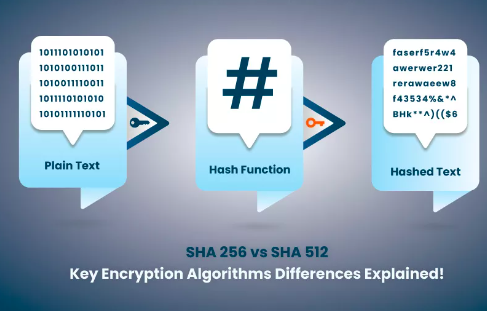 1011101010101
1010100111011
1010011110011
1011110101010
10101111110101
Plain Text
#
Hash Function
faserf5r4w4
awerwer221
rerawaeew8
f43534%&*^
BHk**^)(($6
Hashed Text
SHA 256 vs SHA 512
Key Encryption Algorithms Differences Explained!